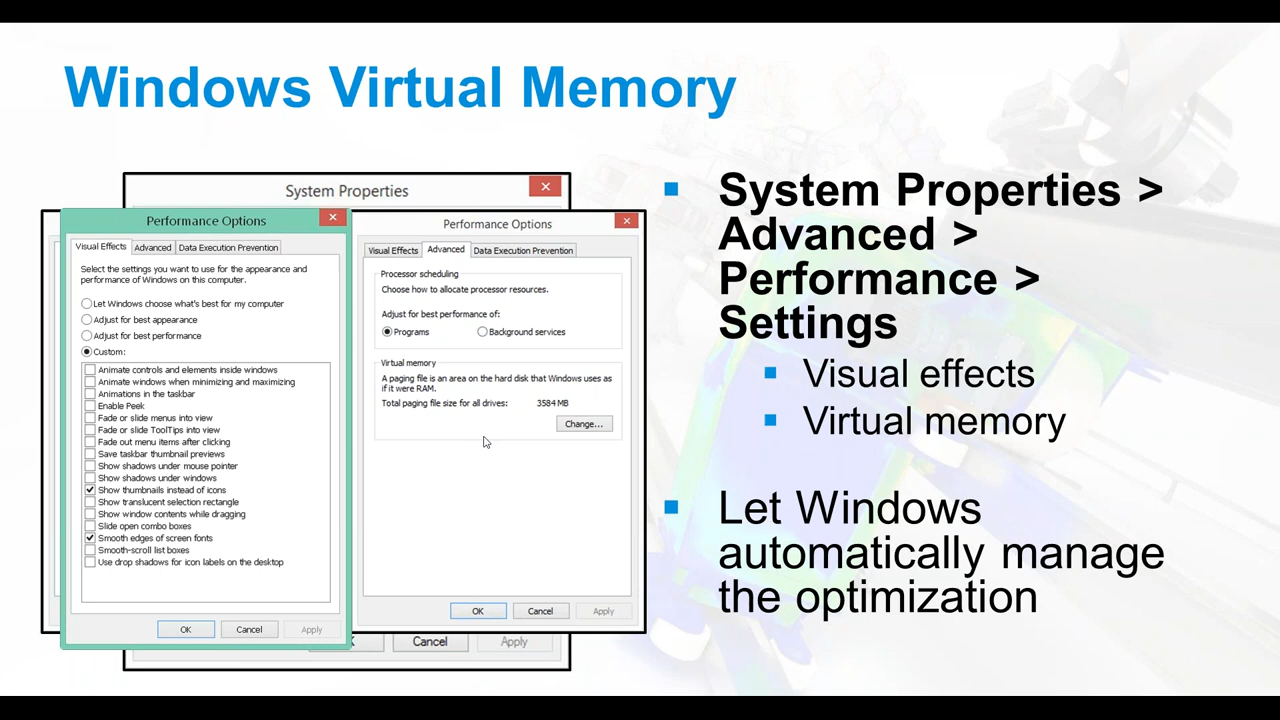 Windows Virtual Memory
System Properties
Performance Options
Visual Effects
Advanced
Data Execution Prevention
Select the settings you want to use for the appearance and
performance of Windows on this computer.
Let Windows choose what's best for my computer
Adjust for best appearance
Adjust for best performance
Custom:
Animate controls and elements inside windows
Animate windows when minimizing and maximizing
Animations in the taskbar
Enable Peek
Fade or slide menus into view
Fade or slide ToolTips into view
Fade out menu items after clicking
Save taskbar thumbnail previews
Show shadows under mouse pointer
Show shadows under windows
Show thumbnails instead of icons
Show translucent selection rectangle
Show window contents while dragging
Slide open combo boxes
Smooth edges of screen fonts
Smooth-scroll list boxes
Use drop shadows for icon labels on the desktop
OK
Cancel
Apply
Performance Options
Visual Effects
Advanced
Data Execution Prevention
Processor scheduling
Choose how to allocate processor resources.
Adjust for best performance of:
Programs
Background services
Virtual memory
A paging file is an area on the hard disk that Windows uses as
if it were RAM.
Total paging file size for all drives:
3584 MB
Change...
OK
Cancel
Apply
Cancel
Apply
System Properties >
Advanced >
Performance >
Settings
Visual effects
Virtual memory
Let Windows
automatically manage
the optimization